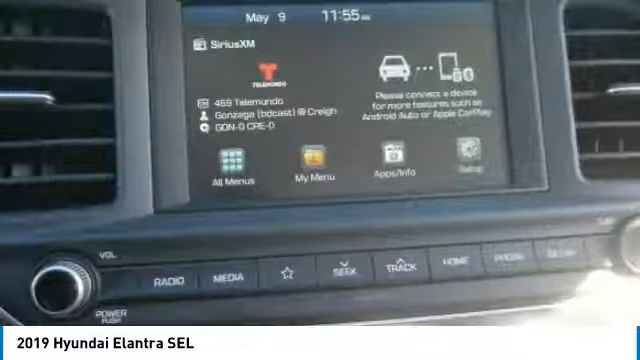 May 9 11:55
SiriusXM
TELEMUNDO
469 Telemundo
Gonzaga (bdcast) @ Creigh
GON-0 CRE-0
Please connect a device
for more features such as
Android Auto or Apple CarPlay
All Menus
My Menu
Apps/Info
Setup
VOL
RADIO
MEDIA
SEEK
TRACK
HOME
POWER
PUSH
2019 Hyundai Elantra SEL